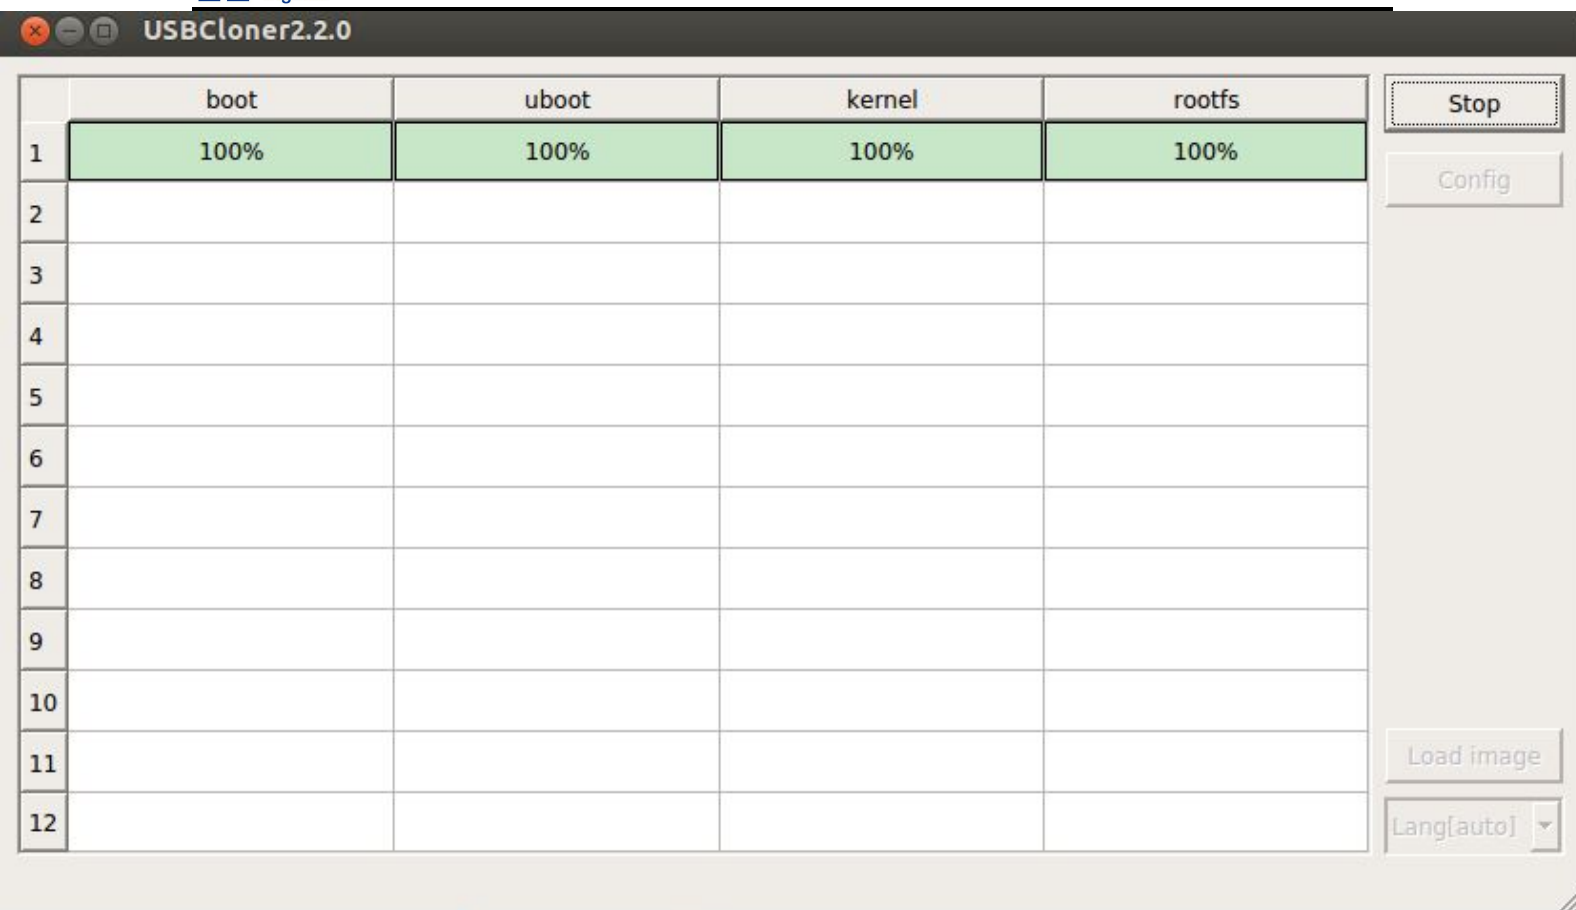 USBCloner2.2.0
boot uboot kernel rootfs
Stop
1 100% 100% 100% 100%
Config
2
3
4
5
6
7
8
9
10
11
Load image
12
Lang[auto]